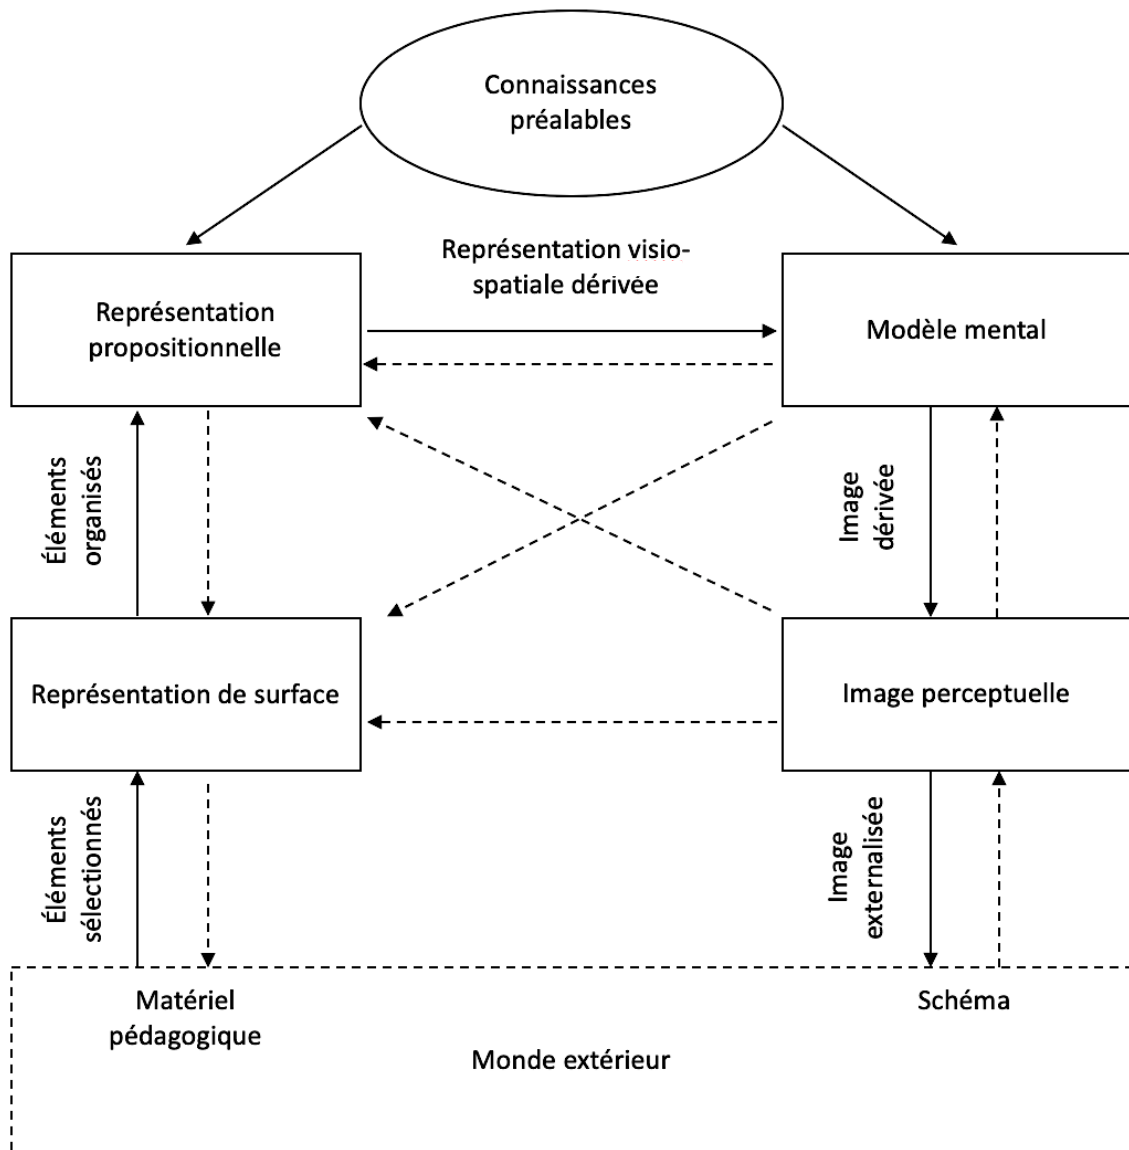 Connaissances
préalables
Représentation visio-
spatiale dérivée
Représentation
propositionnelle
Modèle mental
Éléments
organisés
Image
dérivée
Représentation de surface
Image perceptuelle
Éléments
sélectionnés
Image
externalisée
Matériel
pédagogique
Schéma
Monde extérieur